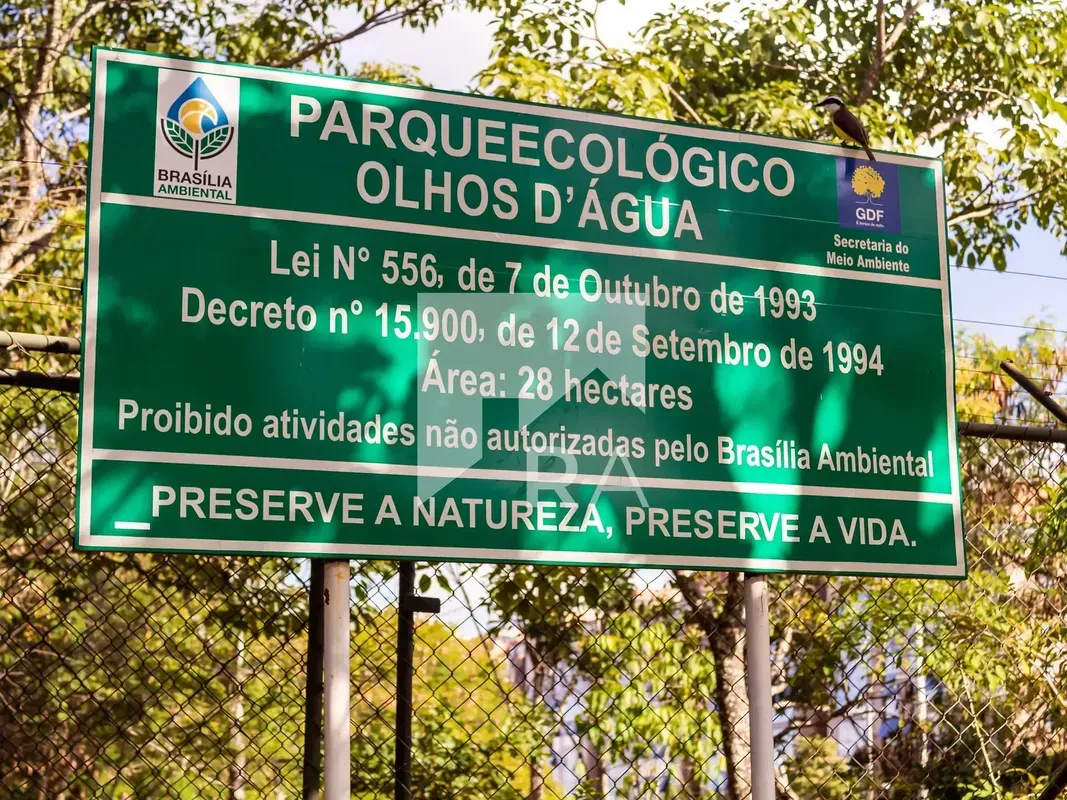 BRASÍLIA
AMBIENTAL
PARQUEECOLÓGICO
OLHOS D'ÁGUA
GDF
Secretaria do
Meio Ambiente
Lei N° 556, de 7 de Outubro de 1993
Decreto n° 15.900, de 12 de Setembro de 1994
Área: 28 hectares
Proibido atividades não autorizadas pelo Brasília Ambiental
PRESERVE A NATUREZA, PRESERVE A VIDA.
RA